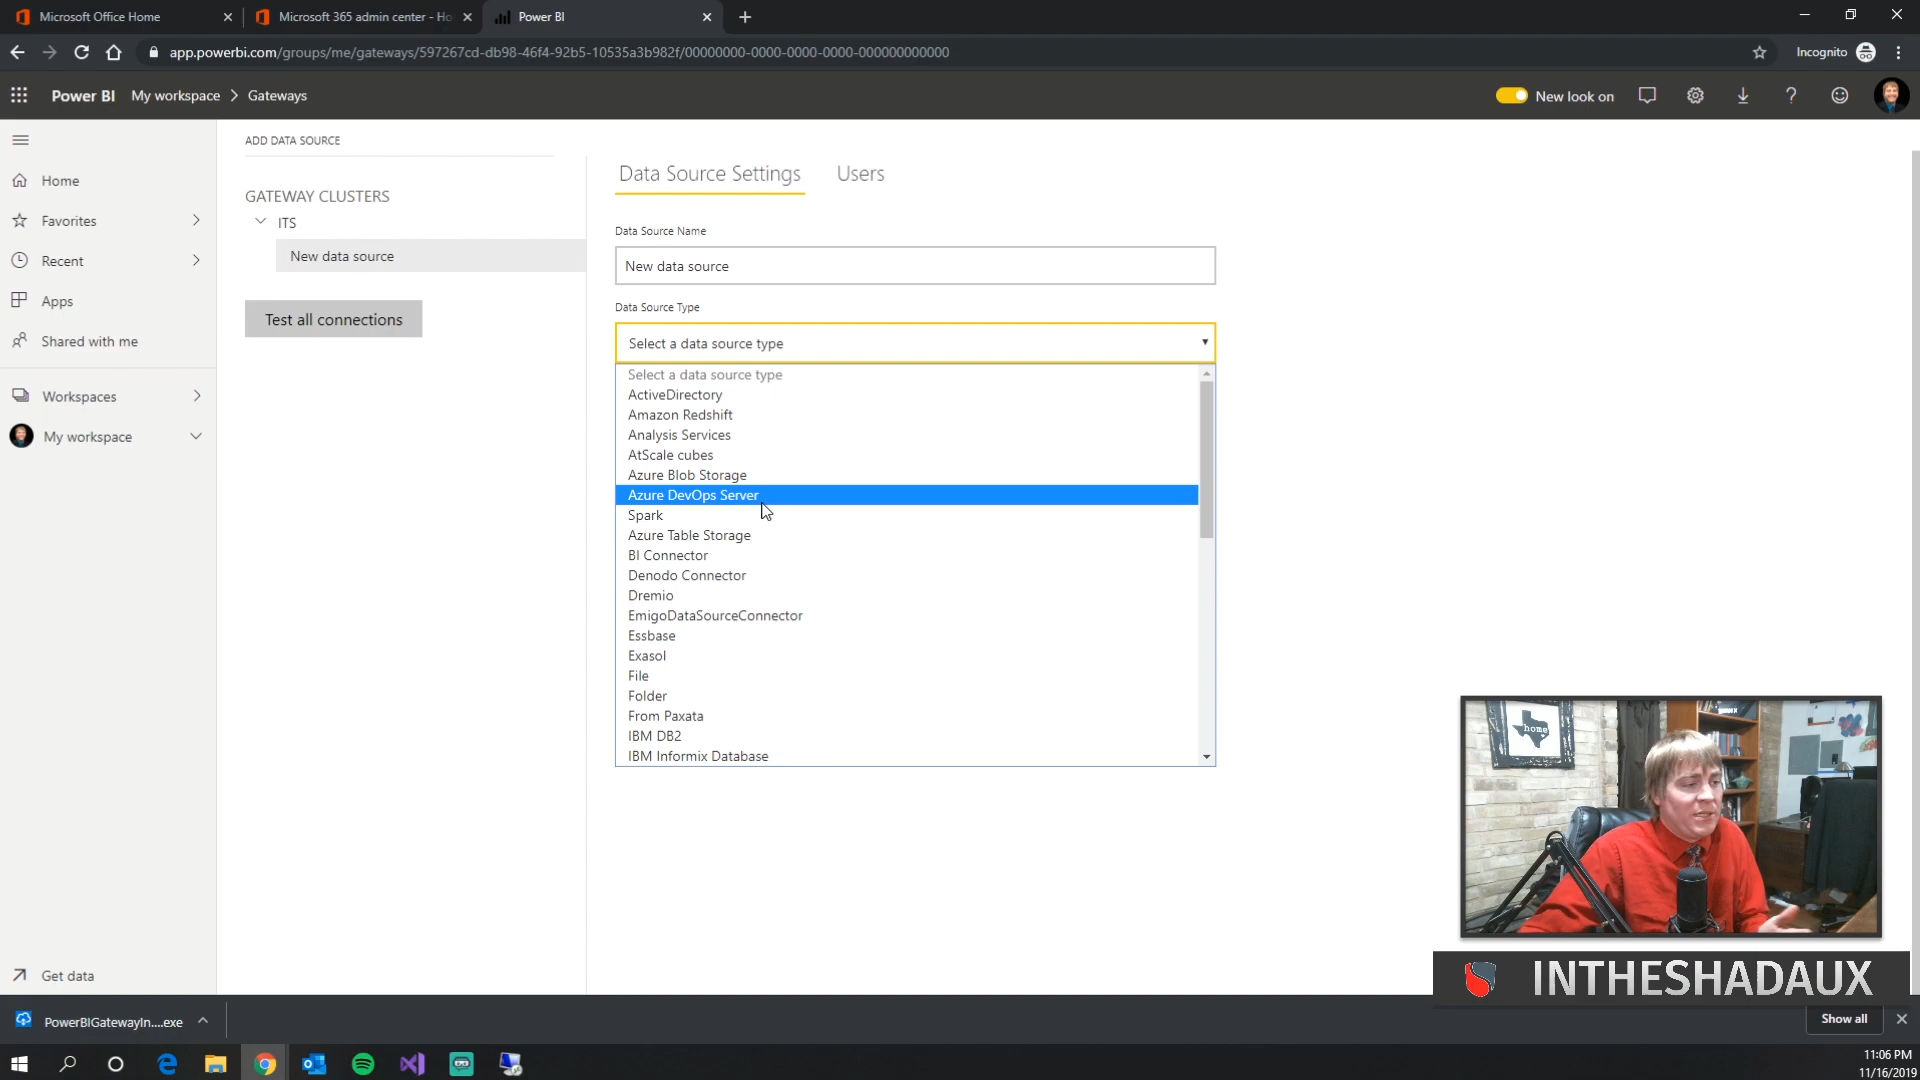 Microsoft Office Home
Microsoft 365 admin center - Ho
Power BI
app.powerbi.com/groups/me/gateways/597267cd-db98-46f4-92b5-10535a3b982f/00000000-0000-0000-0000-000000000000
Incognito
Power BI My workspace > Gateways
New look on
Home
Favorites
Recent
Apps
Shared with me
Workspaces
My workspace
Get data
ADD DATA SOURCE
GATEWAY CLUSTERS
ITS
New data source
Test all connections
Data Source Settings Users
Data Source Name
New data source
Data Source Type
Select a data source type
Select a data source type
ActiveDirectory
Amazon Redshift
Analysis Services
AtScale cubes
Azure Blob Storage
Azure DevOps Server
Spark
Azure Table Storage
BI Connector
Denodo Connector
Dremio
EmigoDataSourceConnector
Essbase
Exasol
File
Folder
From Paxata
IBM DB2
IBM Informix Database
home
INTHESHADAUX
PowerBIGatewayIn....exe
Show all
11:06 PM
11/16/2019